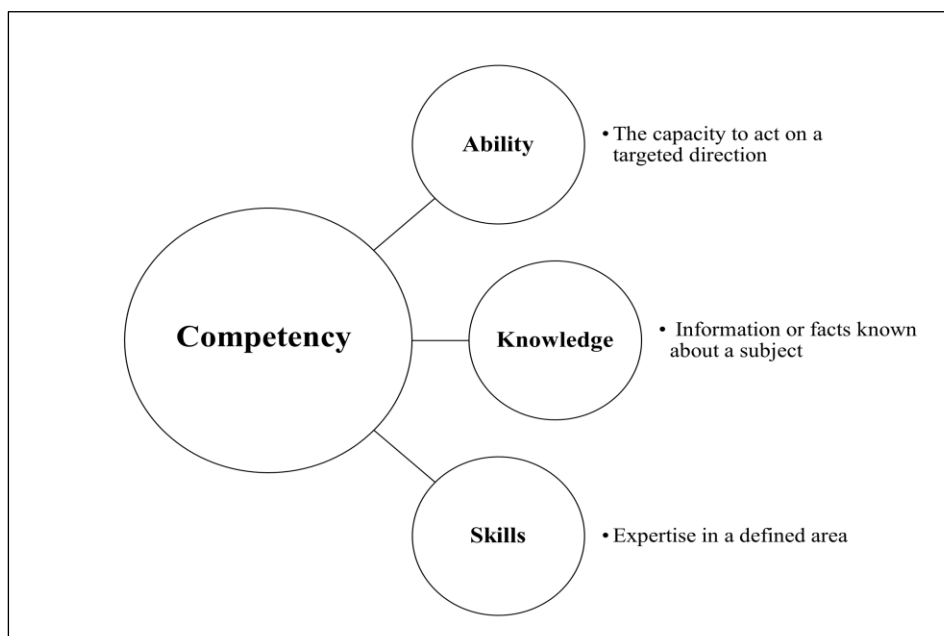 Ability
• The capacity to act on a
targeted direction
Competency
Knowledge
• Information or facts known
about a subject
Skills
• Expertise in a defined area